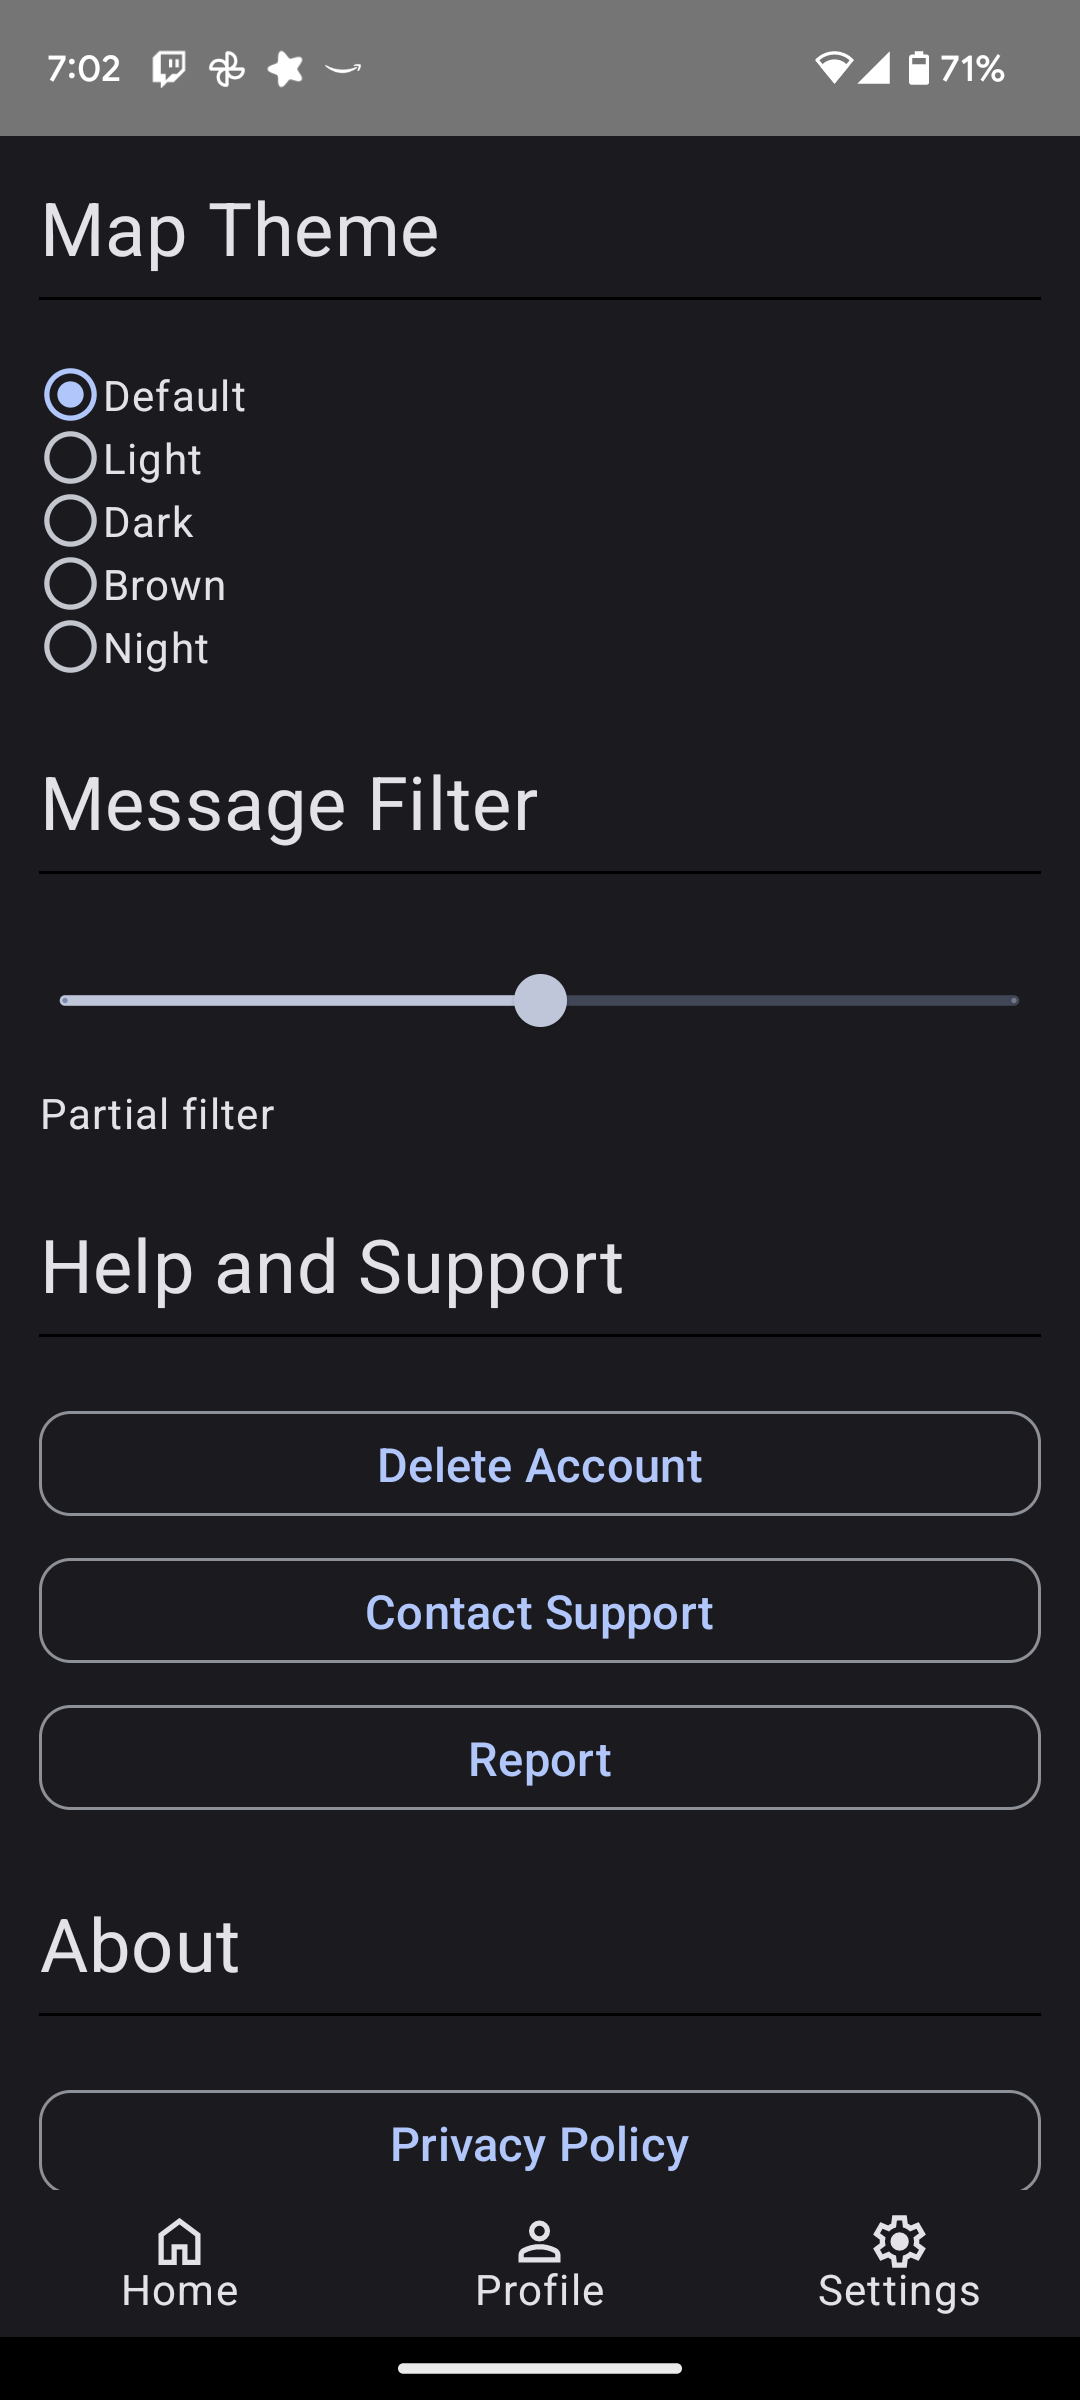 7:02 71%
Map Theme
Default
Light
Dark
Brown
Night
Message Filter
Partial filter
Help and Support
Delete Account
Contact Support
Report
About
Privacy Policy
Home Profile Settings